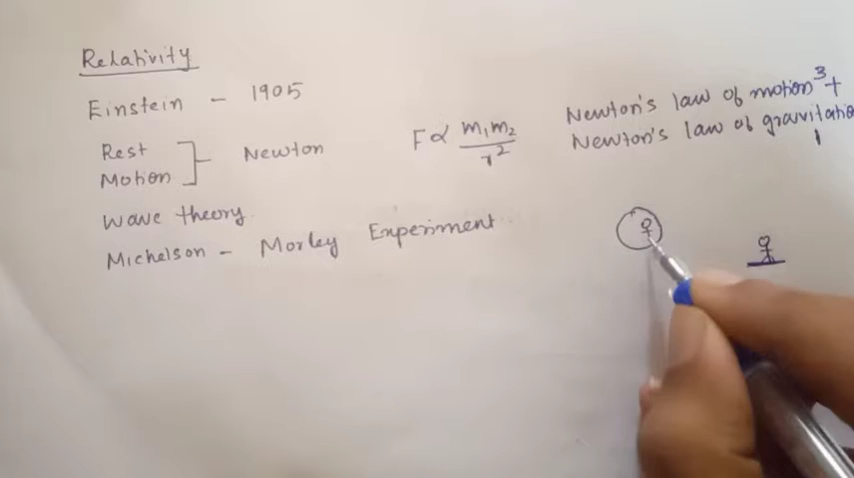 Relativity
Einstein - 1905
Rest
Motion
Newton
wave theory
Michelson - Morley Experiment
F ∝ m₁m₂ / r²
Newton's law of motion 3 +
Newton's law of gravitatio
1